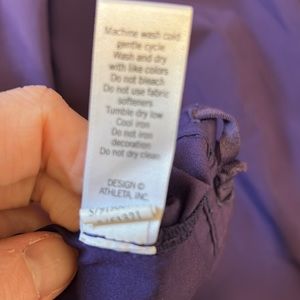 Machine wash cold
gentle cycle
Wash and dry
with like colors
Do not bleach
Do not use fabric
softeners
Tumble dry low
Cool iron
Do not iron
decoration
Do not dry clean
DESIGN ©
ATHLETA, INC.